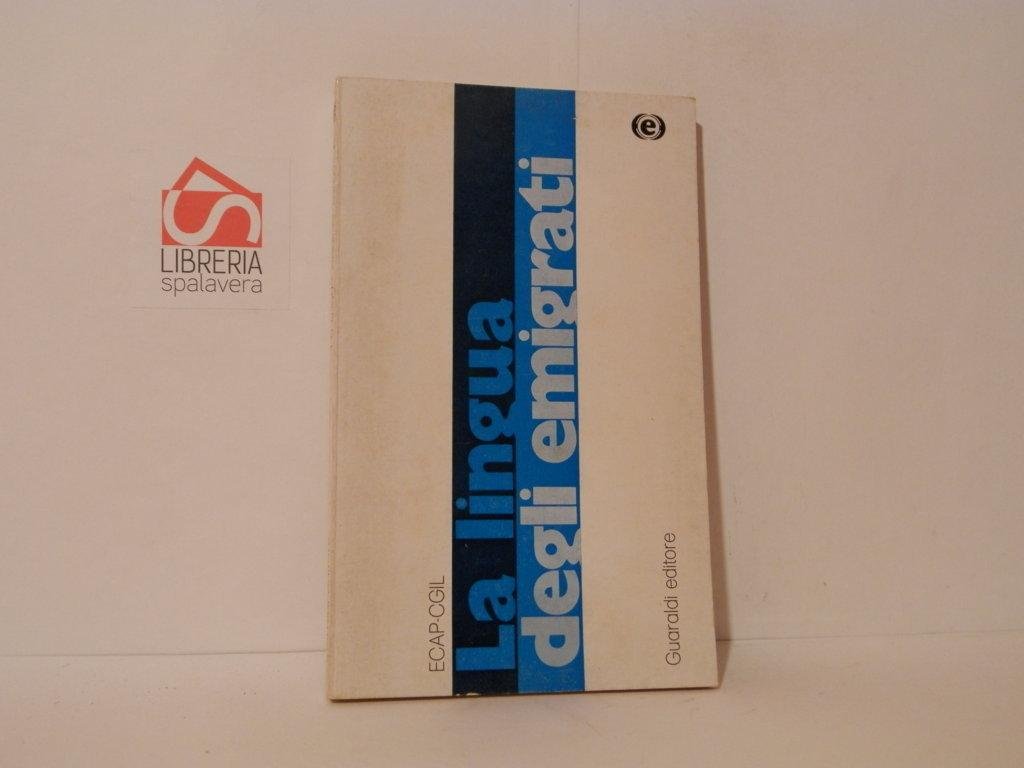 LIBRERIA
spalavera
ECAP-CGIL
La lingua
degli emigrati
e
Guaraldi editore